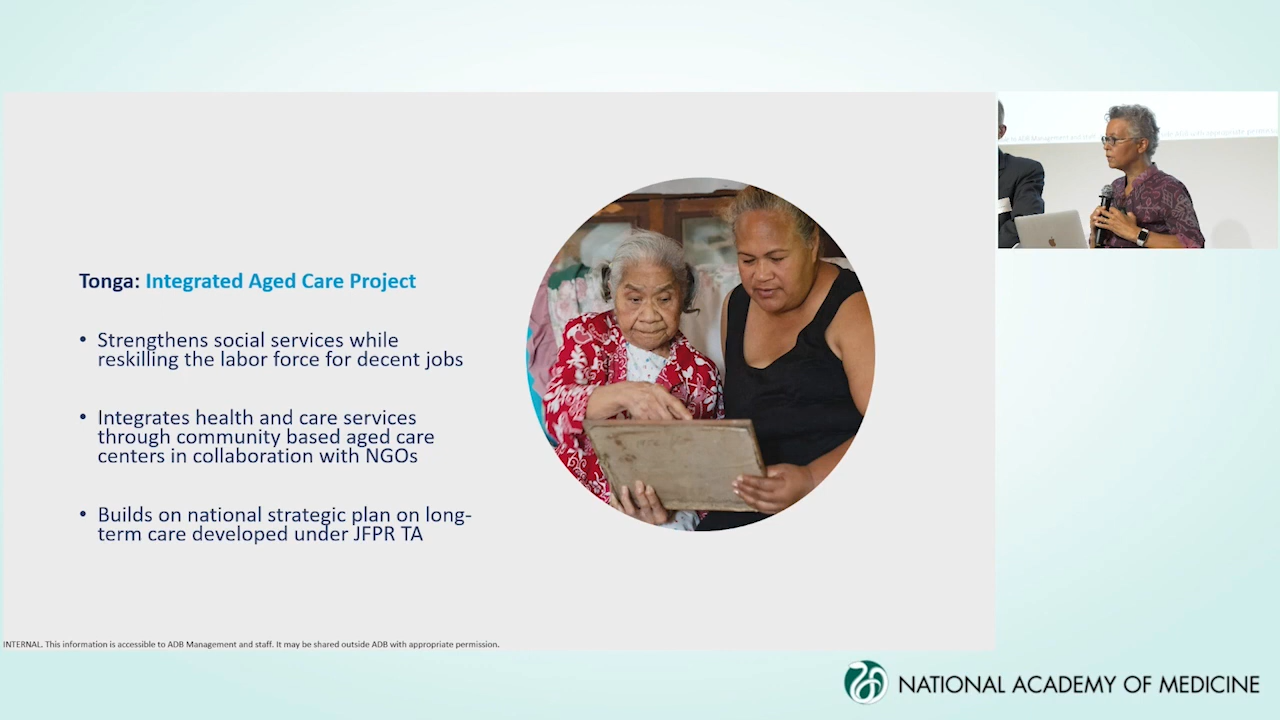 Tonga: Integrated Aged Care Project
• Strengthens social services while
reskilling the labor force for decent jobs
• Integrates health and care services
through community based aged care
centers in collaboration with NGOs
• Builds on national strategic plan on long-
term care developed under JFPR TA
INTERNAL. This information is accessible to ADB Management and staff. It may be shared outside ADB with appropriate permission.
NATIONAL ACADEMY OF MEDICINE